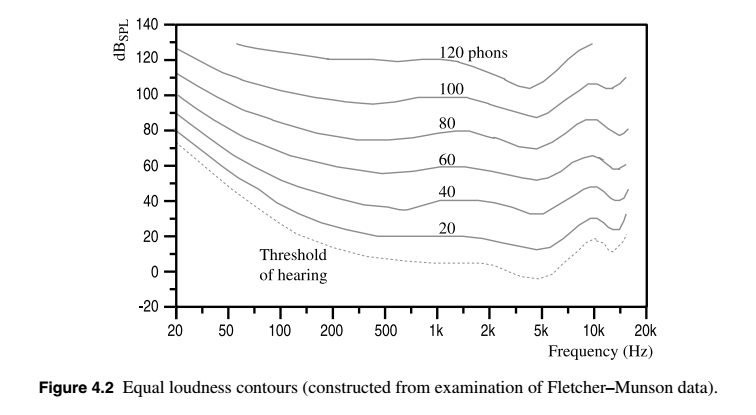 dBSPL
140
120
100
80
60
40
20
0
-20
120 phons
100
80
60
40
20
Threshold
of hearing
20 50 100 200 500 1k 2k 5k 10k 20k
Frequency (Hz)
Figure 4.2 Equal loudness contours (constructed from examination of Fletcher–Munson data).